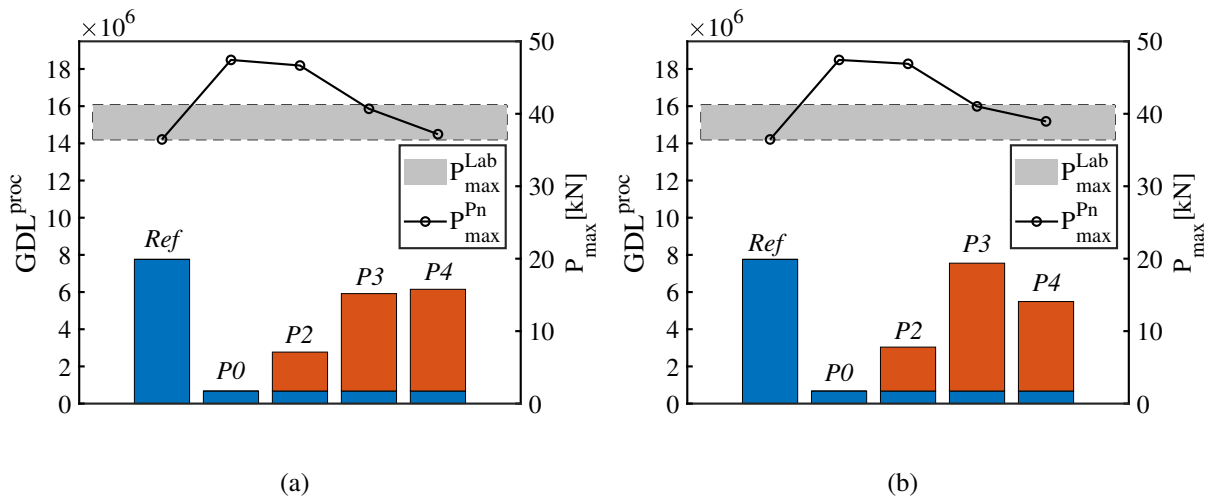 ×10^6
18
16
14
12
10
8
6
4
2
0
GDL^proc
50
40
30
20
10
0
P_max [kN]
P_max^Lab
P_max^Pn
Ref
P0
P2
P3
P4
(a)
×10^6
18
16
14
12
10
8
6
4
2
0
GDL^proc
50
40
30
20
10
0
P_max [kN]
P_max^Lab
P_max^Pn
Ref
P0
P2
P3
P4
(b)